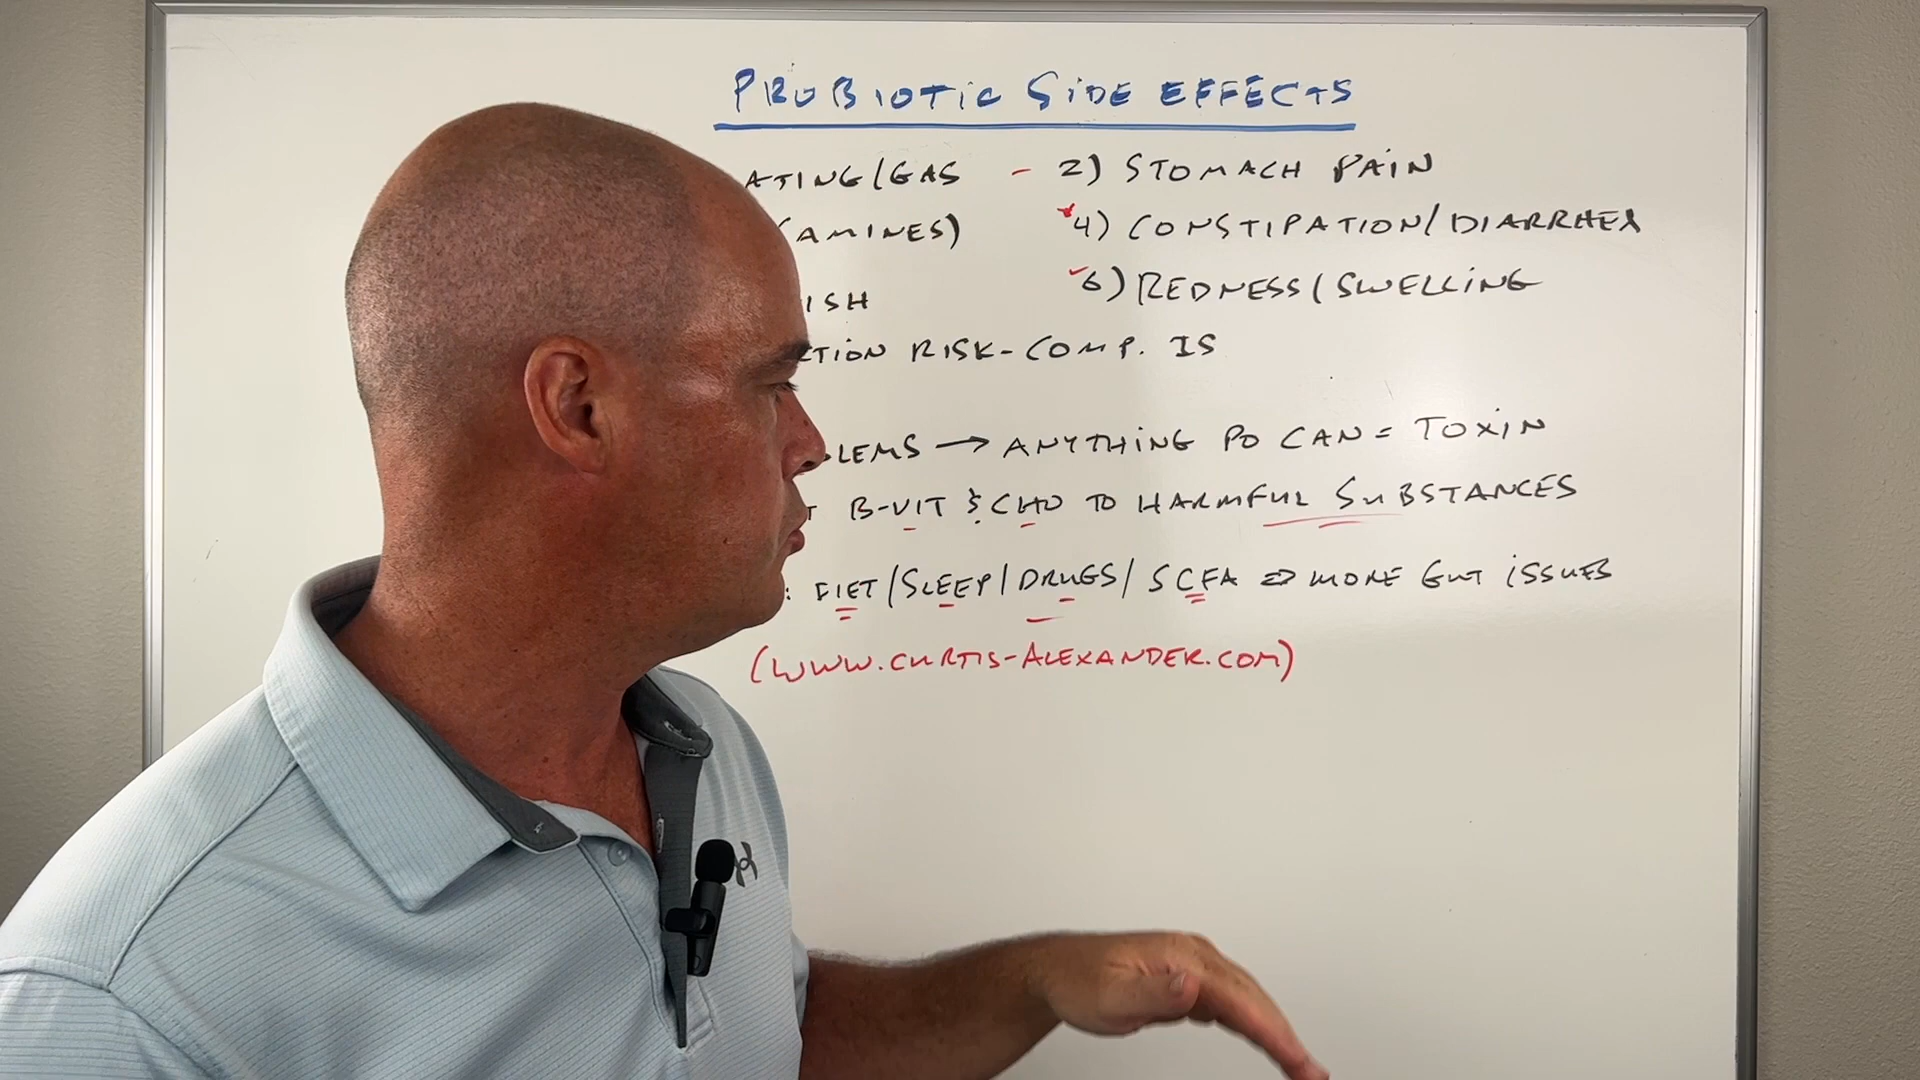 PROBIOTIC SIDE EFFECTS
ATING/GAS - 2) STOMACH PAIN
(AMINES) 4) CONSTIPATION/DIARRHEA
ISH 6) REDNESS/SWELLING
CTION RISK-COMP. IS
BLEMS → ANYTHING PO CAN = TOXIN
T B-VIT & CHO TO HARMFUL SUBSTANCES
: DIET/SLEEP/DRUGS/SCFA => MORE GUT ISSUES
(WWW.CURTIS-ALEXANDER.COM)